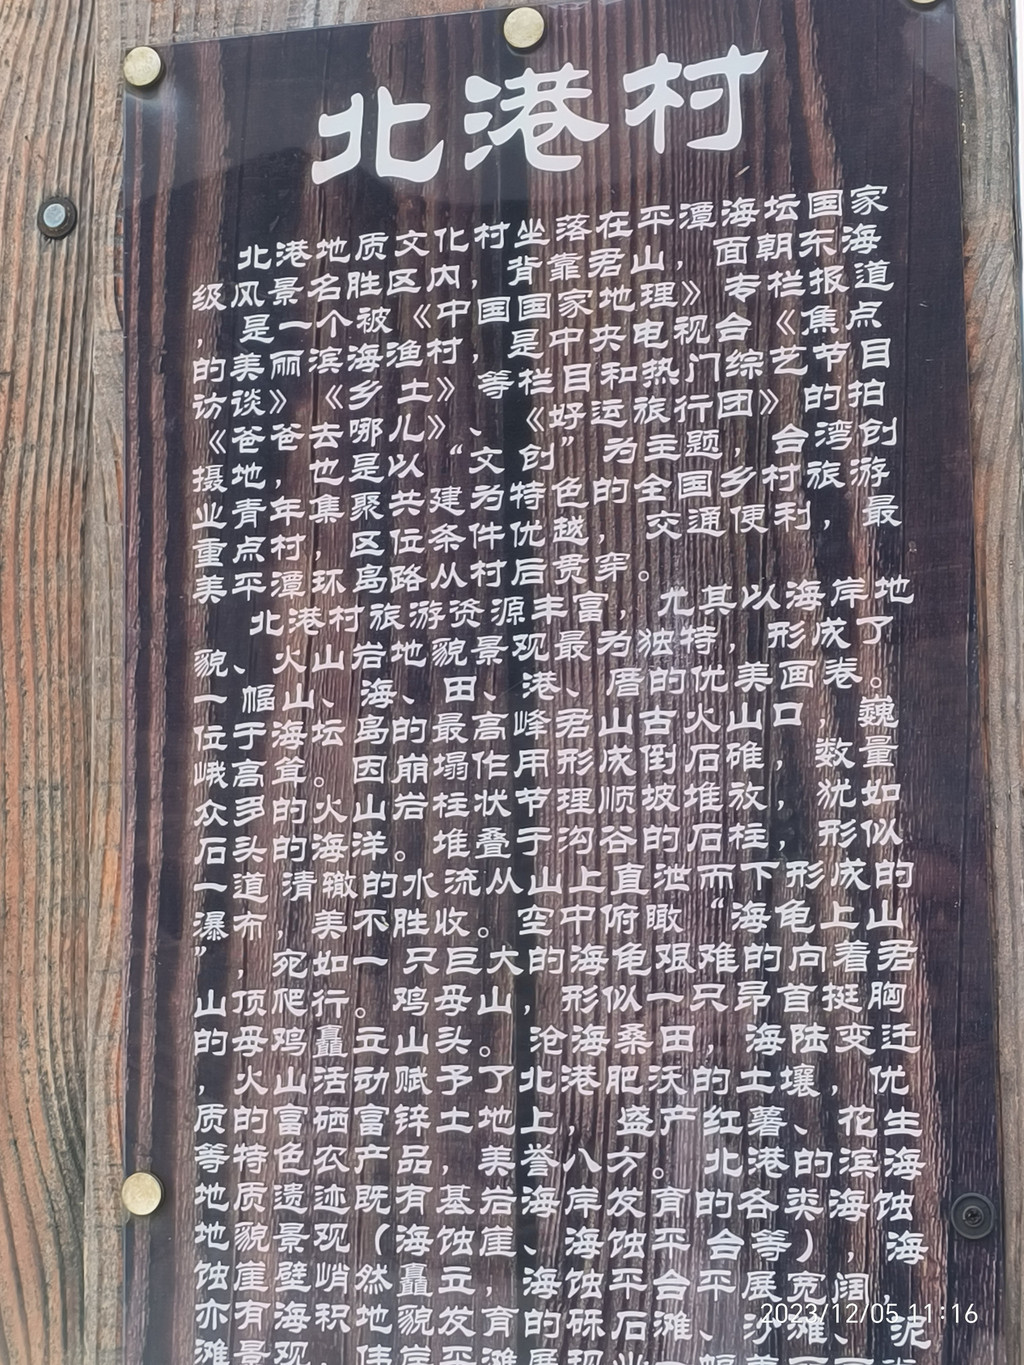 北港村
北港地质文化村坐落在平潭海坛国家
级风景名胜区内，背靠君山，面朝东海
，是一个被《中国国家地理》专栏报道
的美丽滨海渔村，是中央电视台《焦点
访谈》《乡土》等栏目和热门综艺节目
《爸爸去哪儿》、《好运旅行团》的拍
摄地，也是以“文创”为主题，台湾创
业青年集聚共建为特色的全国乡村旅游
重点村，区位条件优越，交通便利，最
美平潭环岛路从村后贯穿。
北港村旅游资源丰富，尤其以海岸地
貌、火山岩地貌景观最为独特，形成了
一幅山、海、田、港、厝的优美画卷。
位于海坛岛的最高峰君山古火山口，巍
峨高耸。因崩塌作用形成倒石碓，数量
众多的火山岩柱状节理顺坡堆放，犹如
石头的海洋。堆叠于沟谷的石柱，形似
一道清辙的水流从山上直泄而下形成的
瀑布，美不胜收。空中俯瞰“海龟上山
”，宛如一只巨大的海龟艰难的向着君
山顶爬行。鸡母山，形似一只昂首挺胸
的母鸡矗立山头。沧海桑田，海陆变迁
，火山活动赋予了北港肥沃的土壤、优
质的富硒富锌土地上，盛产红薯、花生
等特色农产品，美誉八方。北港的滨海
地质遗迹既有基岩海岸发育的各类海蚀
地貌景观（海蚀崖、海蚀平台等），海
蚀崖壁峭然矗立，海蚀平台平展宽阔，
亦有海积地貌发育的砾石滩、沙滩、泥
2023/12/05 11:16